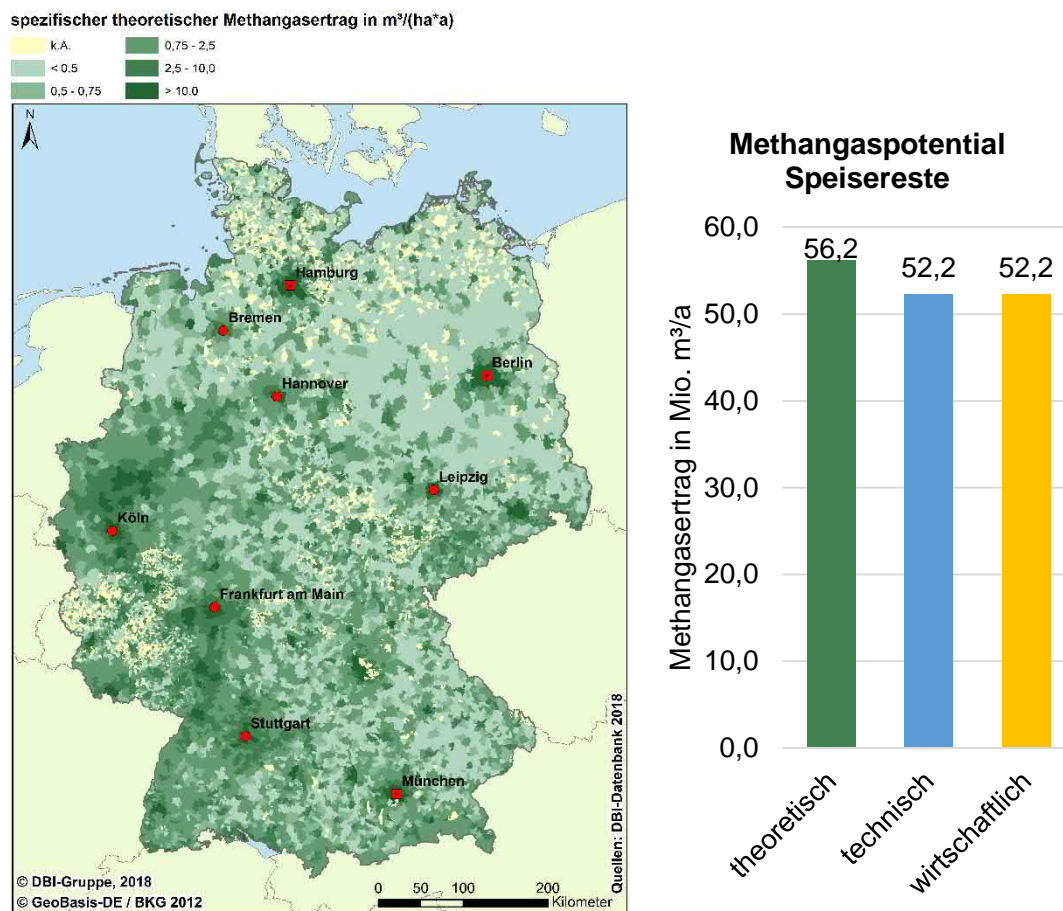 spezifischer theoretischer Methangasertrag in m³/(ha*a)
k.A.
< 0.5
0,5 - 0,75
0,75 - 2,5
2,5 - 10,0
> 10.0
N
Hamburg
Bremen
Berlin
Hannover
Leipzig
Köln
Frankfurt am Main
Stuttgart
München
Quellen: DBI-Datenbank 2018
© DBI-Gruppe, 2018
© GeoBasis-DE / BKG 2012
0 50 100 200
Kilometer
Methangaspotential
Speisereste
Methangasertrag in Mio. m³/a
60,0
50,0
40,0
30,0
20,0
10,0
0,0
56,2
52,2
52,2
theoretisch
technisch
wirtschaftlich